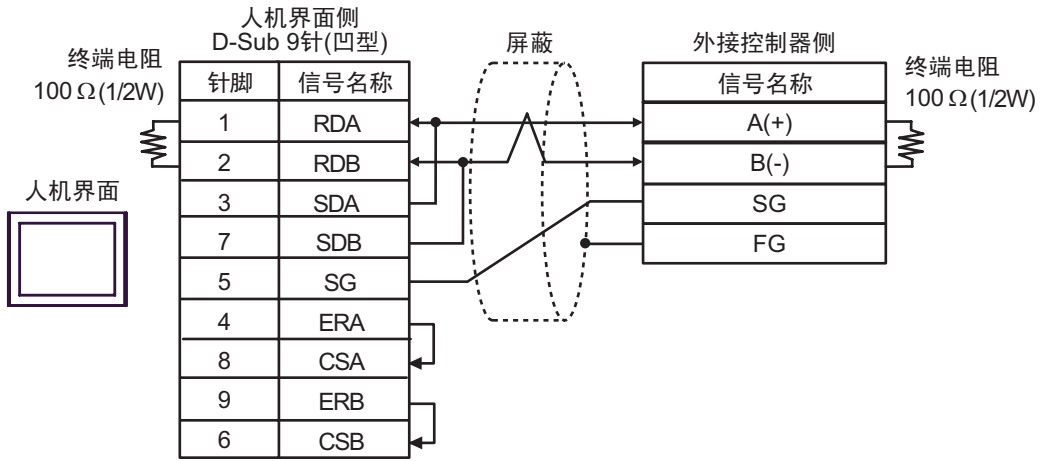 人机界面侧
D-Sub 9针(凹型)
屏蔽
外接控制器侧
终端电阻
100 Ω(1/2W)
针脚 信号名称
信号名称
终端电阻
100 Ω(1/2W)
1 RDA
A(+)
2 RDB
B(-)
人机界面
3 SDA
SG
7 SDB
FG
5 SG
4 ERA
8 CSA
9 ERB
6 CSB